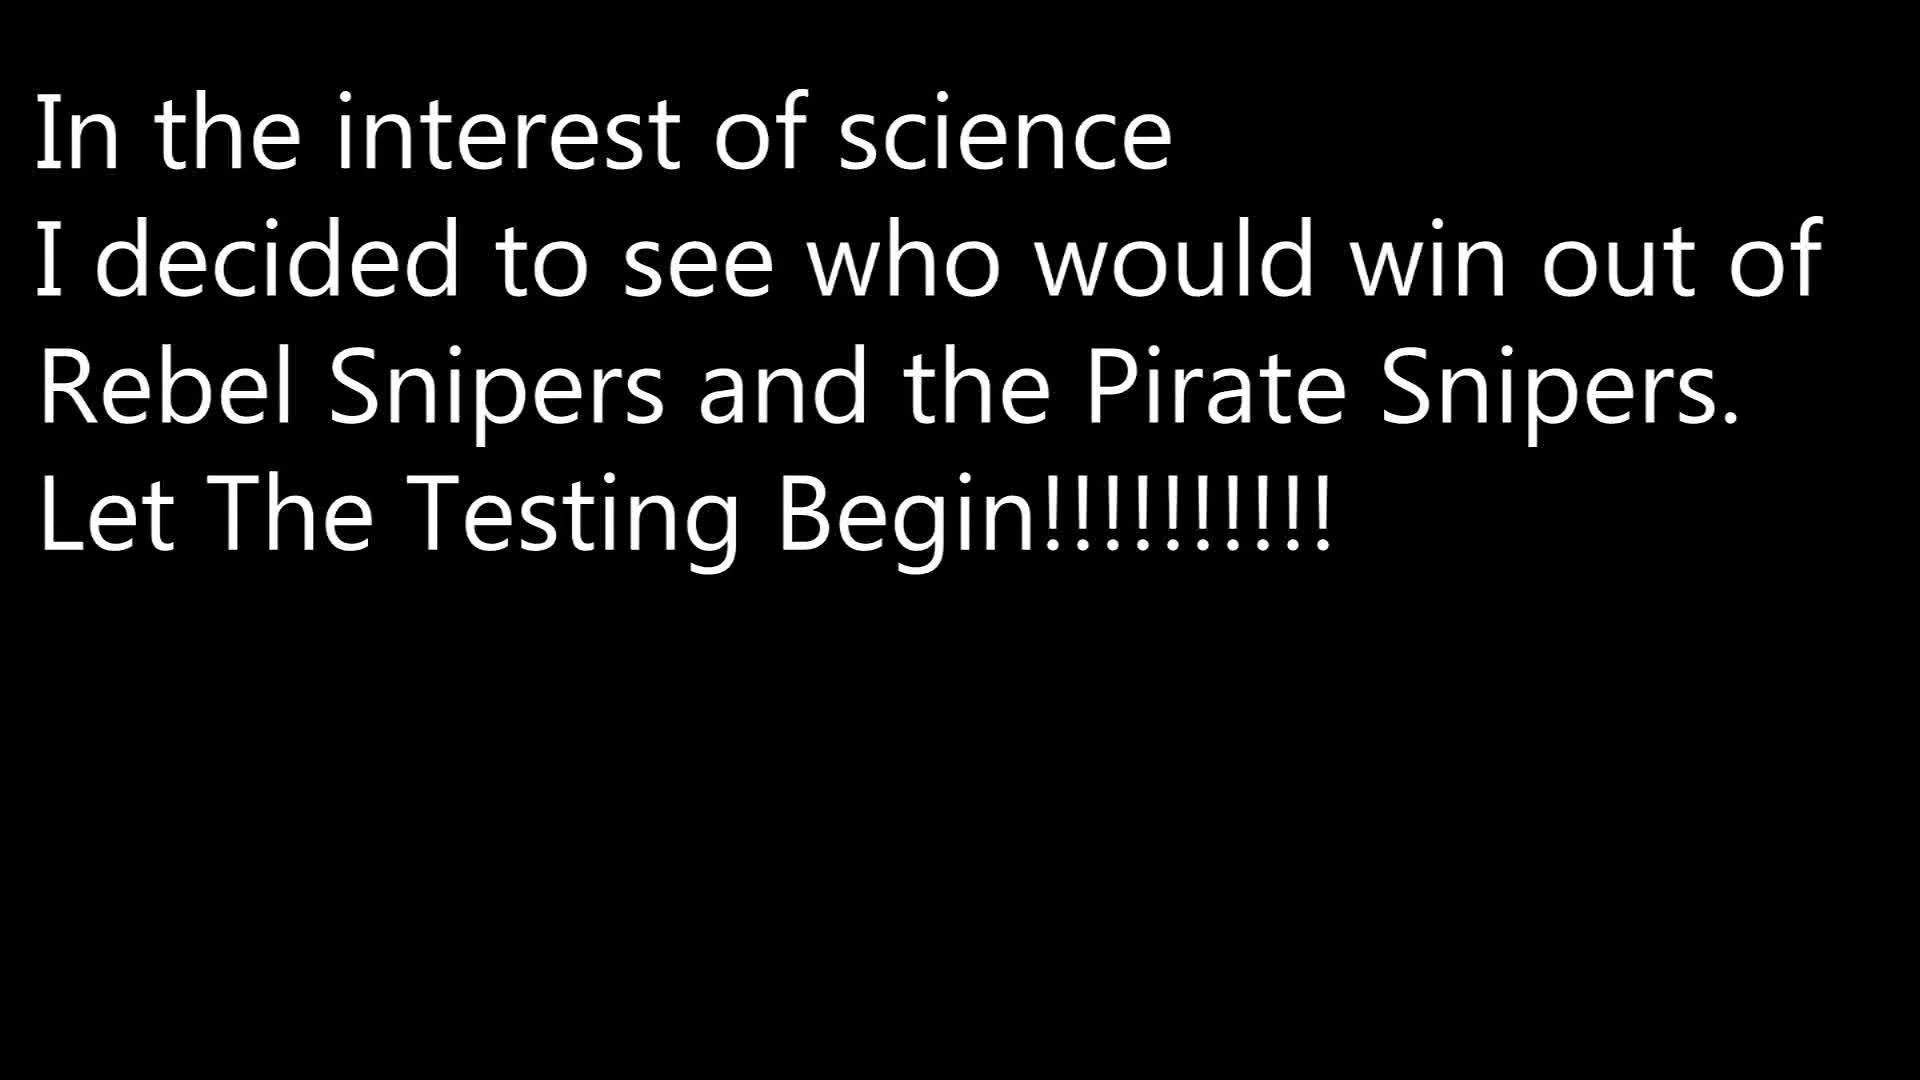 In the interest of science
I decided to see who would win out of
Rebel Snipers and the Pirate Snipers.
Let The Testing Begin!!!!!!!!!!